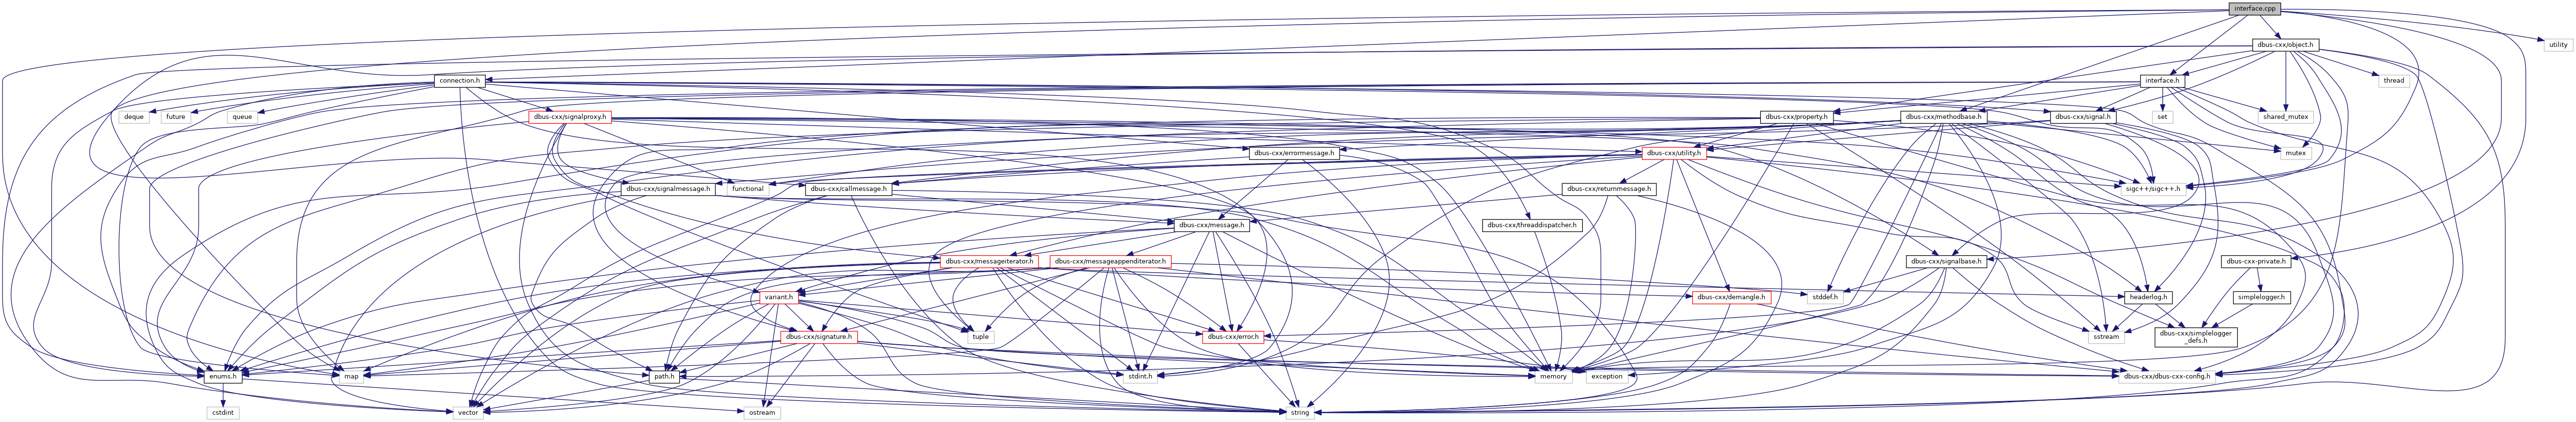 interface.cpp
dbus-cxx/object.h
utility
connection.h
interface.h
thread
deque
future
queue
dbus-cxx/signalproxy.h
dbus-cxx/property.h
dbus-cxx/methodbase.h
dbus-cxx/signal.h
set
shared_mutex
dbus-cxx/errormessage.h
dbus-cxx/utility.h
mutex
dbus-cxx/signalmessage.h
functional
dbus-cxx/callmessage.h
dbus-cxx/returnmessage.h
sigc++/sigc++.h
dbus-cxx/message.h
dbus-cxx/threaddispatcher.h
dbus-cxx/messageiterator.h
dbus-cxx/messageappenditerator.h
dbus-cxx/signalbase.h
dbus-cxx-private.h
variant.h
dbus-cxx/demangle.h
stddef.h
headerlog.h
simplelogger.h
tuple
dbus-cxx/signature.h
dbus-cxx/error.h
sstream
dbus-cxx/simplelogger
_defs.h
enums.h
map
path.h
stdint.h
memory
exception
dbus-cxx/dbus-cxx-config.h
cstdint
vector
ostream
string